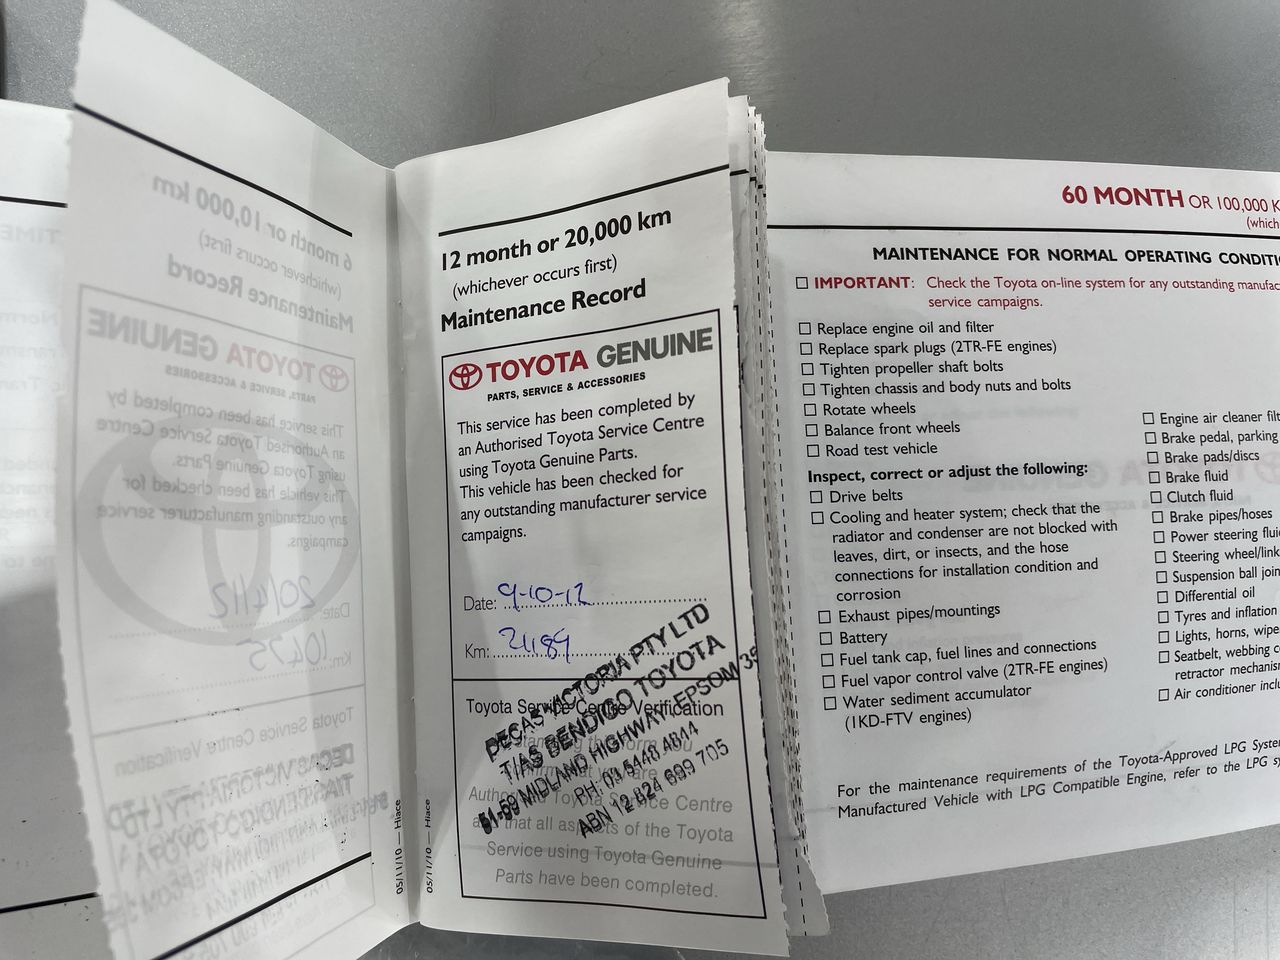 6 month or 10,000 km
(whichever occurs first)
Maintenance Record
TOYOTA GENUINE
PARTS, SERVICE & ACCESSORIES
This service has been completed by
an Authorised Toyota Service Centre
using Toyota Genuine Parts.
This vehicle has been checked for
any outstanding manufacturer service
campaigns.
Date: 20/4/12
Km: 10475
Toyota Service Centre Verification
DECAS VICTORIA PTY LTD
T/AS BENDIGO TOYOTA
05/11/10 — Hiace
12 month or 20,000 km
(whichever occurs first)
Maintenance Record
TOYOTA GENUINE
PARTS, SERVICE & ACCESSORIES
This service has been completed by
an Authorised Toyota Service Centre
using Toyota Genuine Parts.
This vehicle has been checked for
any outstanding manufacturer service
campaigns.
Date: 9-10-12
Km: 21189
Toyota Service Centre Verification
DECAS VICTORIA PTY LTD
T/AS BENDIGO TOYOTA
51-59 MIDLAND HIGHWAY, EPSOM 35
PH: 03 5448 4844
ABN 12 824 699 705
Toyota Service Centre
that all aspects of the Toyota
Service using Toyota Genuine
Parts have been completed.
05/11/10 — Hiace
60 MONTH OR 100,000 K
(which
MAINTENANCE FOR NORMAL OPERATING CONDITI
IMPORTANT: Check the Toyota on-line system for any outstanding manufac
service campaigns.
Replace engine oil and filter
Replace spark plugs (2TR-FE engines)
Tighten propeller shaft bolts
Tighten chassis and body nuts and bolts
Rotate wheels
Balance front wheels
Road test vehicle
Inspect, correct or adjust the following:
Drive belts
Cooling and heater system; check that the
radiator and condenser are not blocked with
leaves, dirt, or insects, and the hose
connections for installation condition and
corrosion
Exhaust pipes/mountings
Battery
Fuel tank cap, fuel lines and connections
Fuel vapor control valve (2TR-FE engines)
Water sediment accumulator
(1KD-FTV engines)
Engine air cleaner filt
Brake pedal, parking
Brake pads/discs
Brake fluid
Clutch fluid
Brake pipes/hoses
Power steering fluid
Steering wheel/link
Suspension ball join
Differential oil
Tyres and inflation
Lights, horns, wipe
Seatbelt, webbing c
retractor mechanis
Air conditioner incl
For the maintenance requirements of the Toyota-Approved LPG System
Manufactured Vehicle with LPG Compatible Engine, refer to the LPG sy